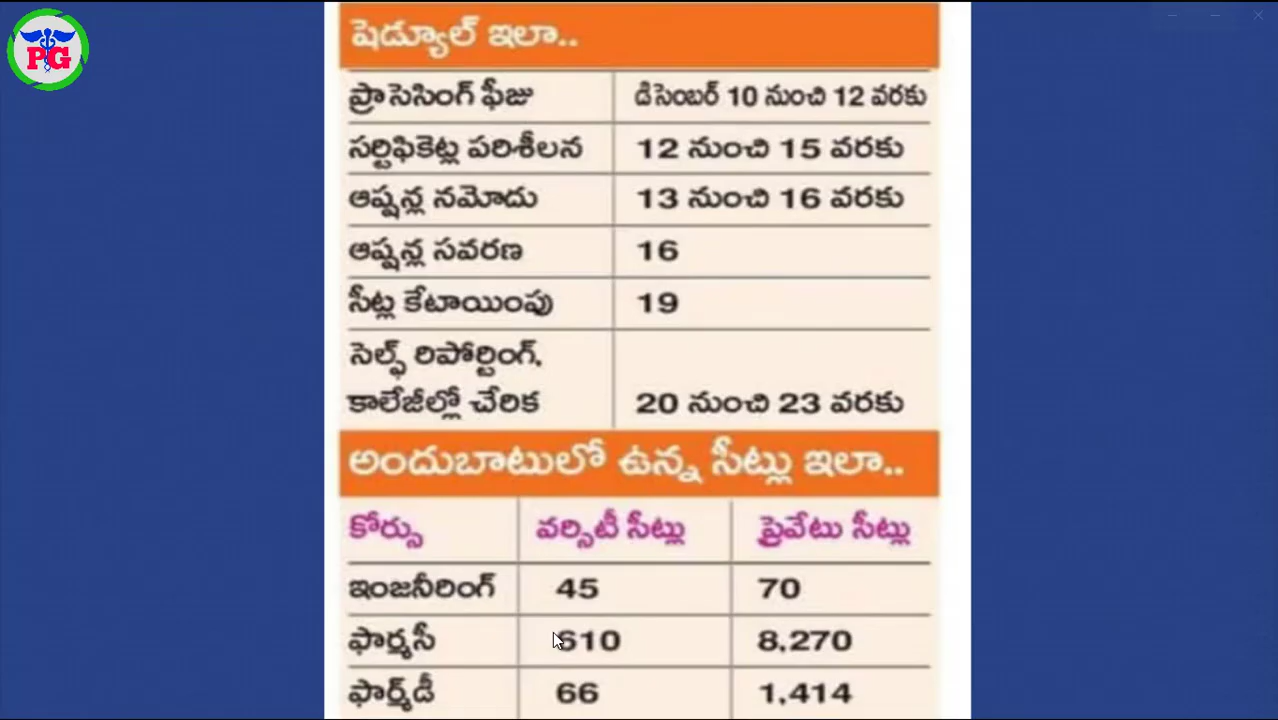 PG
షెడ్యూల్ ఇలా..
ప్రాసెసింగ్ ఫీజు డిసెంబర్ 10 నుంచి 12 వరకు
సర్టిఫికెట్ల పరిశీలన 12 నుంచి 15 వరకు
ఆప్షన్ల నమోదు 13 నుంచి 16 వరకు
ఆప్షన్ల సవరణ 16
సీట్ల కేటాయింపు 19
సెల్ఫ్ రిపోర్టింగ్,
కాలేజీల్లో చేరిక 20 నుంచి 23 వరకు
అందుబాటులో ఉన్న సీట్లు ఇలా..
కోర్సు వర్సిటీ సీట్లు ప్రైవేటు సీట్లు
ఇంజనీరింగ్ 45 70
ఫార్మసీ 610 8,270
ఫార్మ్‌డీ 66 1,414